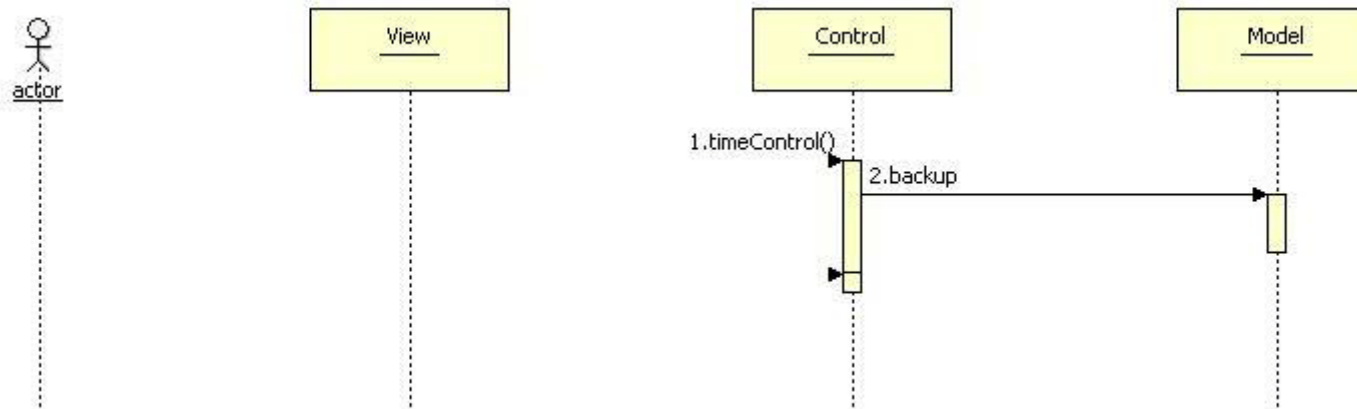 actor
View
Control
Model
1.timeControl()
2.backup